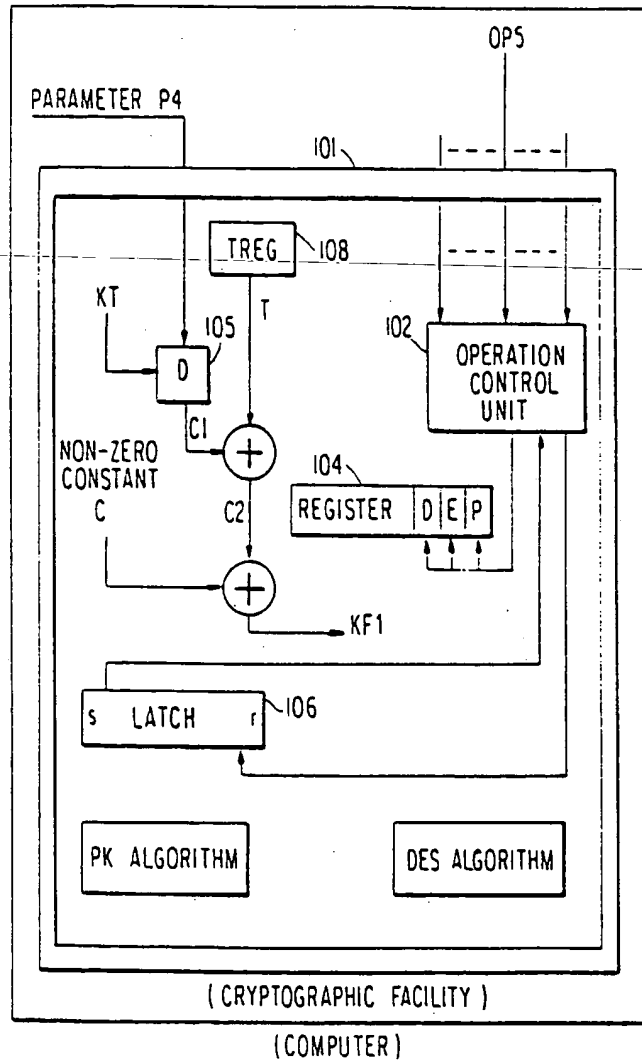 OP5
PARAMETER P4
101
TREG
108
KT
T
105
102
D
OPERATION
CONTROL
UNIT
C1
+
NON-ZERO
CONSTANT
C
104
C2
REGISTER D E P
+
KF1
S LATCH r
106
PK ALGORITHM
DES ALGORITHM
(CRYPTOGRAPHIC FACILITY)
(COMPUTER)